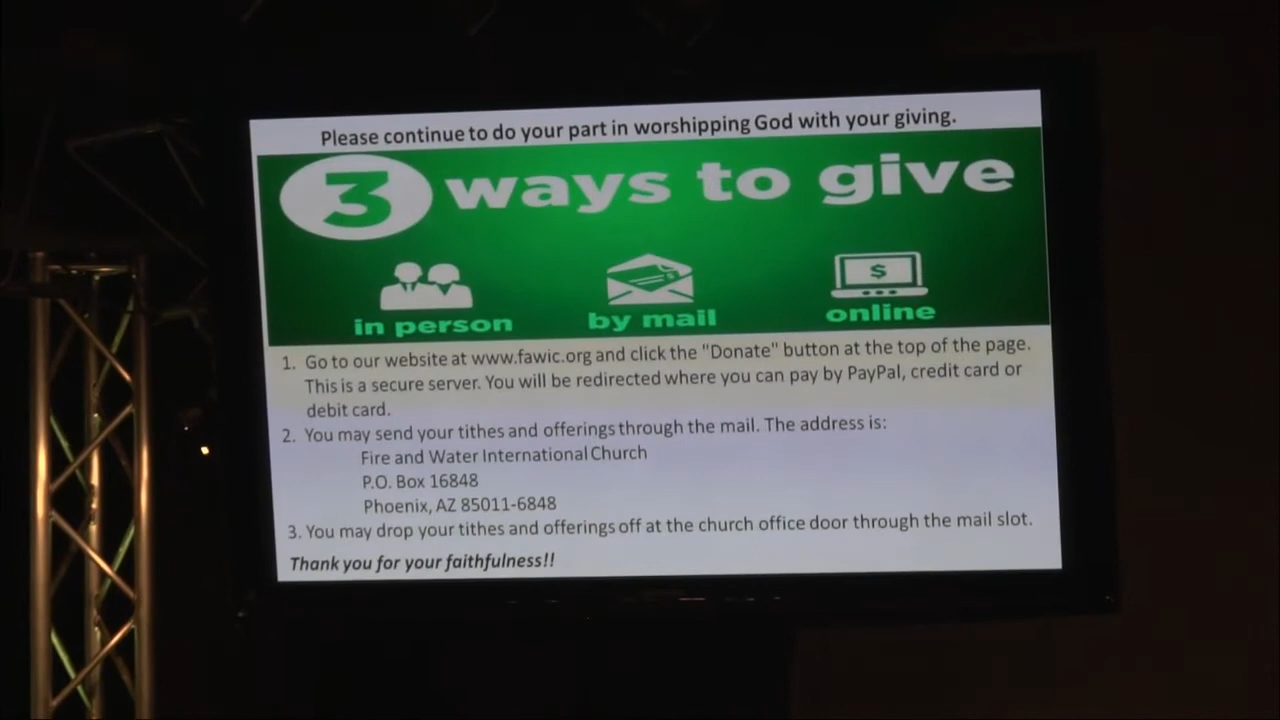 Please continue to do your part in worshipping God with your giving.
3 ways to give
$
in person by mail online
1. Go to our website at www.fawic.org and click the "Donate" button at the top of the page.
This is a secure server. You will be redirected where you can pay by PayPal, credit card or
debit card.
2. You may send your tithes and offerings through the mail. The address is:
Fire and Water International Church
P.O. Box 16848
Phoenix, AZ 85011-6848
3. You may drop your tithes and offerings off at the church office door through the mail slot.
Thank you for your faithfulness!!